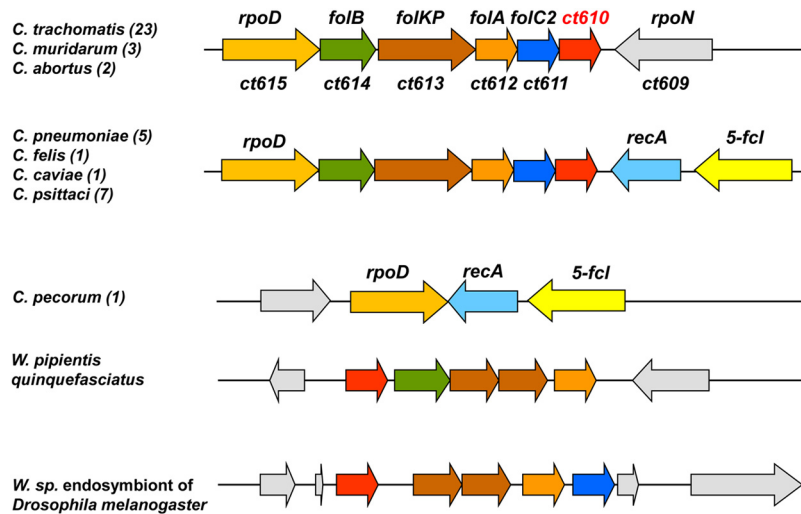 rpoD folB folKP folA folC2 ct610 rpoN
C. trachomatis (23)
C. muridarum (3)
C. abortus (2)
ct615 ct614 ct613 ct612 ct611 ct609
C. pneumoniae (5)
C. felis (1)
C. caviae (1)
C. psittaci (7)
rpoD recA 5-fcl
rpoD recA 5-fcl
C. pecorum (1)
W. pipientis
quinquefasciatus
W. sp. endosymbiont of
Drosophila melanogaster